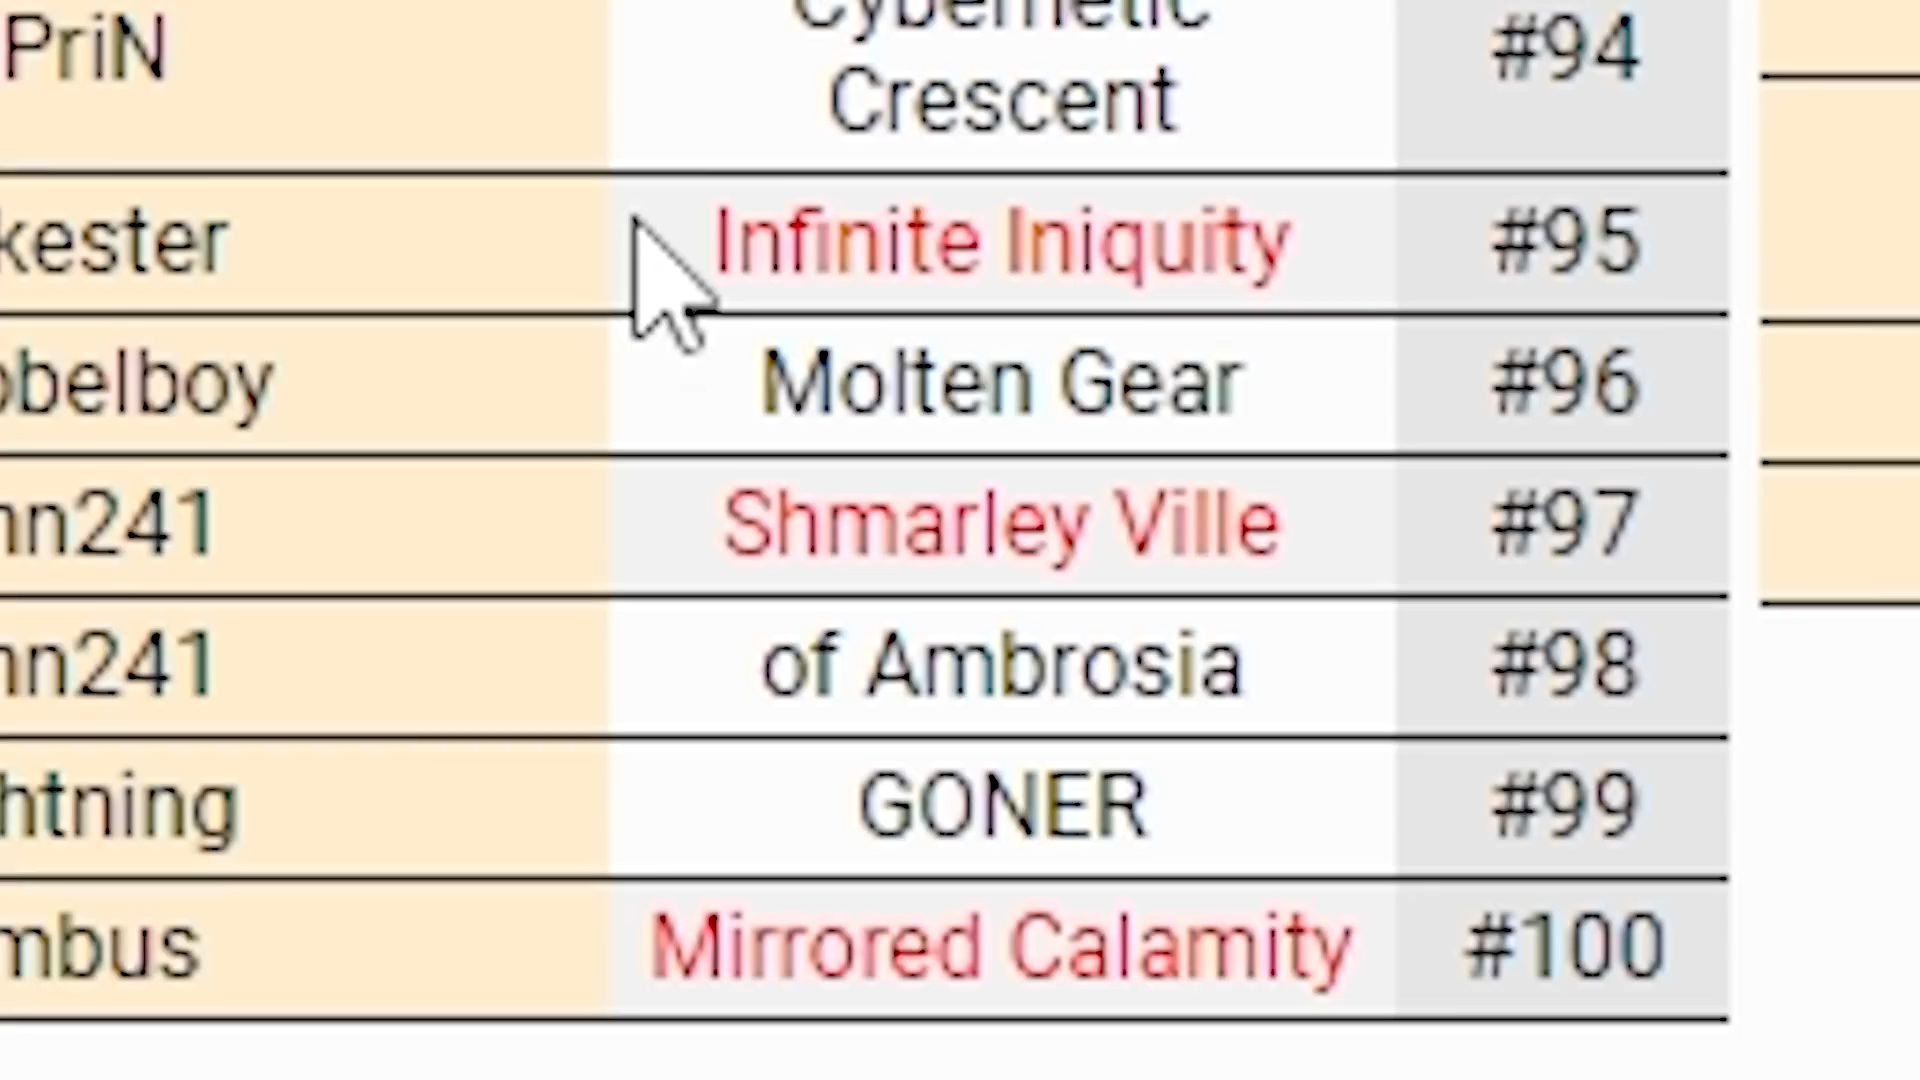 PriN Cybernetic #94
Crescent
kester Infinite Iniquity #95
belboy Molten Gear #96
nn241 Shmarley Ville #97
nn241 of Ambrosia #98
htning GONER #99
mbus Mirrored Calamity #100